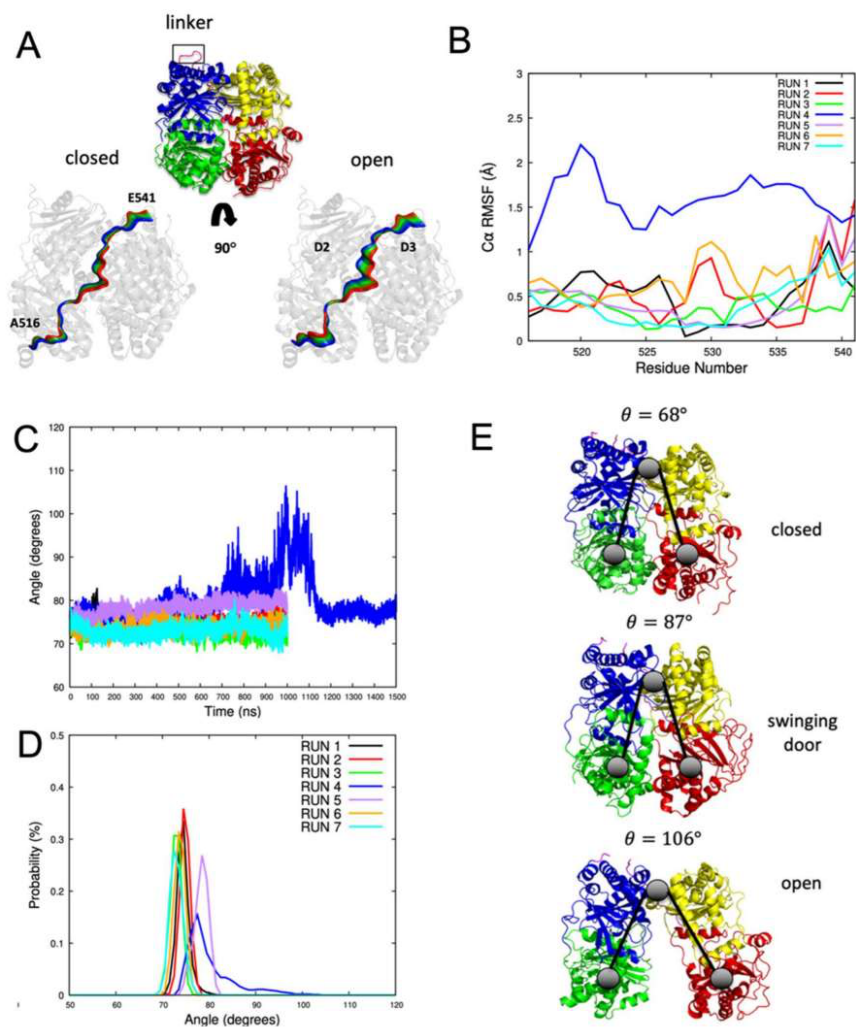 A
linker
closed
open
E541
90°
D2
D3
A516
B
Cα RMSF (Å)
3
2.5
2
1.5
1
0.5
0
RUN 1
RUN 2
RUN 3
RUN 4
RUN 5
RUN 6
RUN 7
520
525
530
535
540
Residue Number
C
Angle (degrees)
120
110
100
90
80
70
60
0 100 200 300 400 500 600 700 800 900 1000 1100 1200 1300 1400 1500
Time (ns)
D
Probability (%)
0.5
0.4
0.3
0.2
0.1
0
RUN 1
RUN 2
RUN 3
RUN 4
RUN 5
RUN 6
RUN 7
50 60 70 80 90 100 110 120
Angle (degrees)
E
θ = 68°
closed
θ = 87°
swinging
door
θ = 106°
open